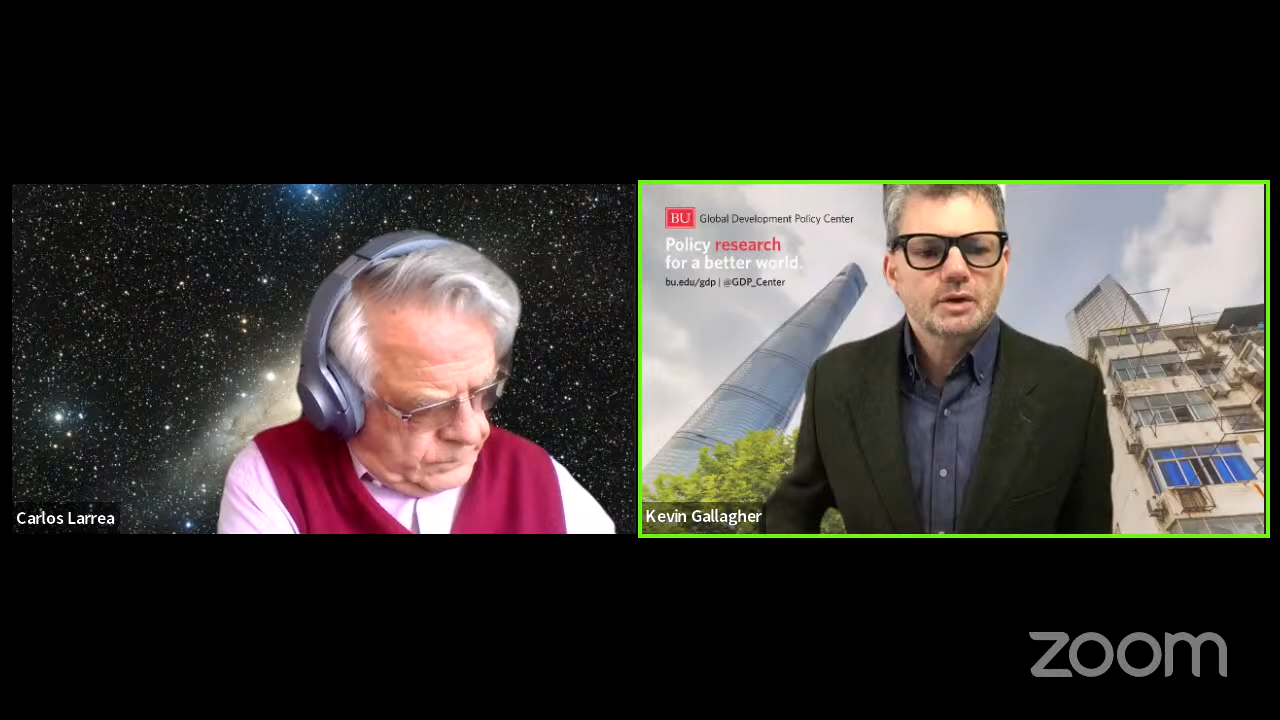 BU Global Development Policy Center
Policy research
for a better world.
bu.edu/gdp | @GDP_Center
Carlos Larrea
Kevin Gallagher
zoom